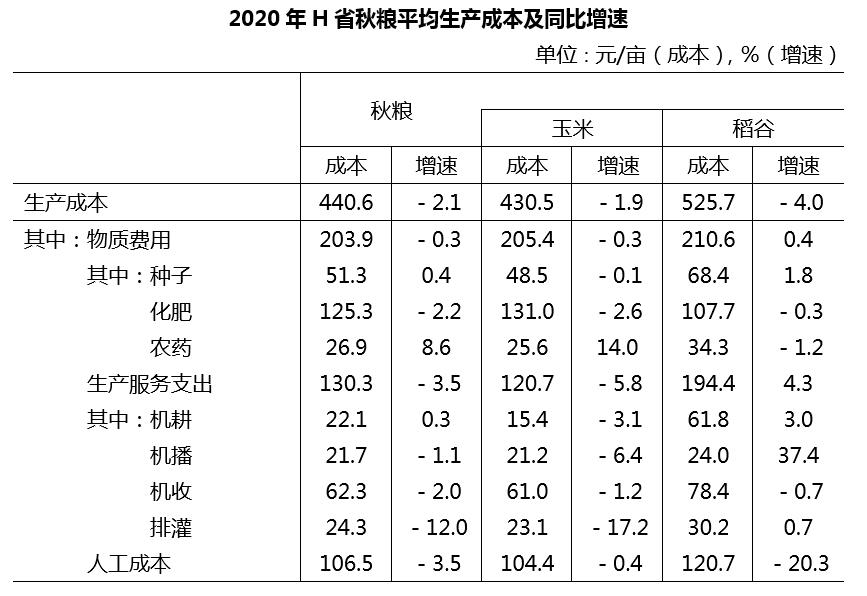 2020 年 H 省秋粮平均生产成本及同比增速
单位：元/亩（成本），%（增速）
秋粮
玉米 稻谷
成本 增速 成本 增速 成本 增速
生产成本 440.6 - 2.1 430.5 - 1.9 525.7 - 4.0
其中：物质费用 203.9 - 0.3 205.4 - 0.3 210.6 0.4
其中：种子 51.3 0.4 48.5 - 0.1 68.4 1.8
化肥 125.3 - 2.2 131.0 - 2.6 107.7 - 0.3
农药 26.9 8.6 25.6 14.0 34.3 - 1.2
生产服务支出 130.3 - 3.5 120.7 - 5.8 194.4 4.3
其中：机耕 22.1 0.3 15.4 - 3.1 61.8 3.0
机播 21.7 - 1.1 21.2 - 6.4 24.0 37.4
机收 62.3 - 2.0 61.0 - 1.2 78.4 - 0.7
排灌 24.3 - 12.0 23.1 - 17.2 30.2 0.7
人工成本 106.5 - 3.5 104.4 - 0.4 120.7 - 20.3